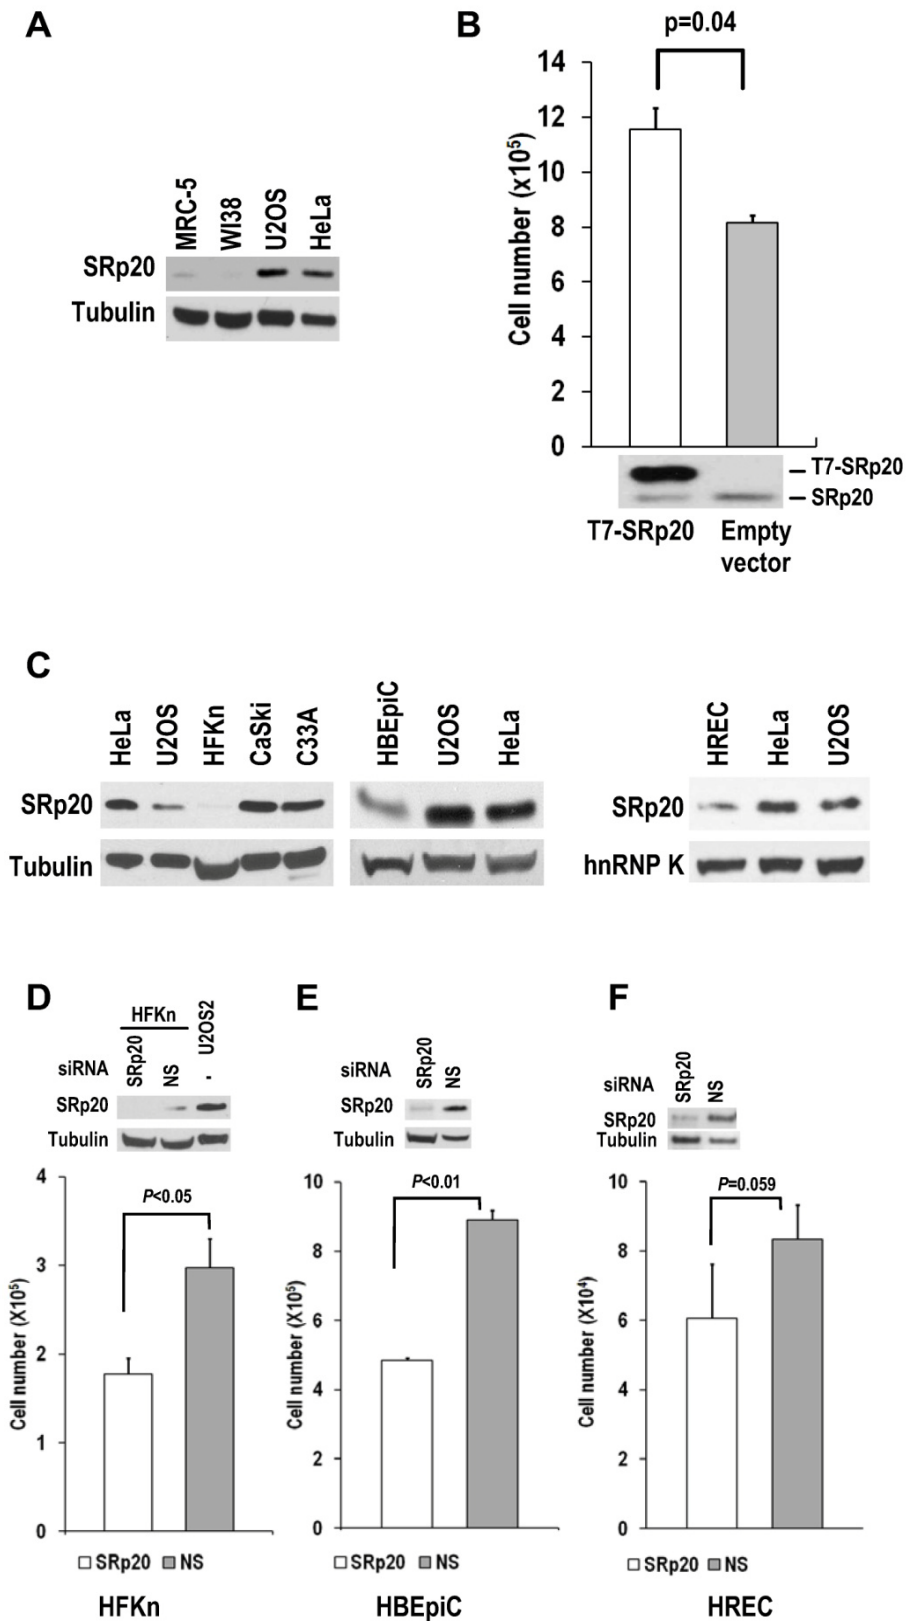 A
MRC-5 WI38 U2OS HeLa
SRp20
Tubulin
B
p=0.04
Cell number (x10⁵)
14
12
10
8
6
4
2
0
T7-SRp20
SRp20
T7-SRp20 Empty
vector
C
HeLa U2OS HFKn CaSki C33A
SRp20
Tubulin
HBEpiC U2OS HeLa
HREC HeLa U2OS
SRp20
hnRNP K
D
HFKn
siRNA SRp20 NS - U2OS2
SRp20
Tubulin
P<0.05
Cell number (X10⁵)
4
3
2
1
0
SRp20 NS
HFKn
E
siRNA SRp20 NS
SRp20
Tubulin
P<0.01
Cell number (X10⁵)
10
8
6
4
2
0
SRp20 NS
HBEpiC
F
siRNA SRp20 NS
SRp20
Tubulin
P=0.059
Cell number (X10⁴)
10
8
6
4
2
0
SRp20 NS
HREC